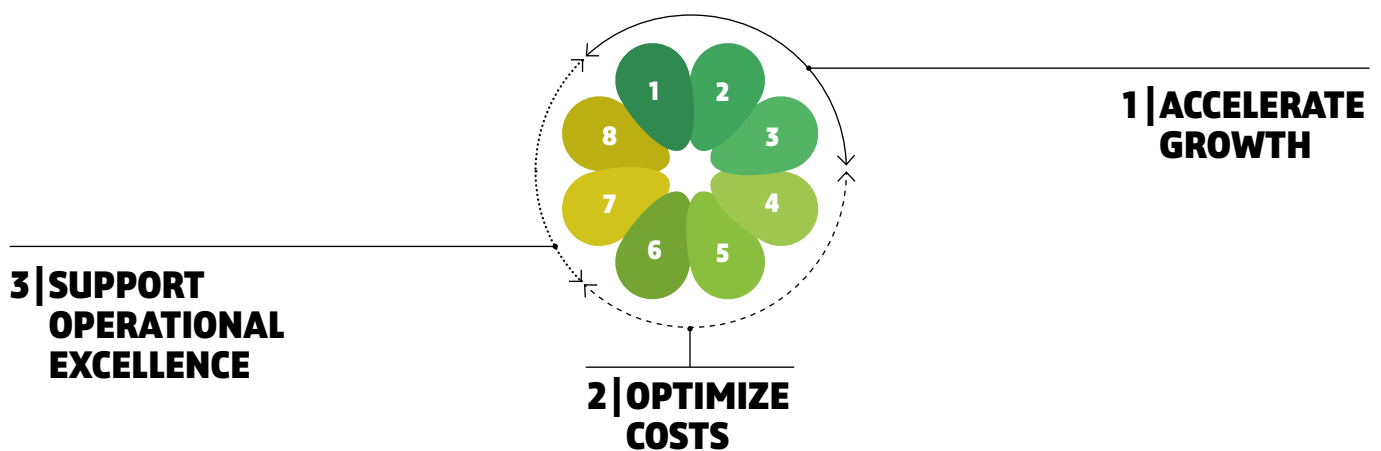 1
2
3
4
5
6
7
8
1|ACCELERATE
GROWTH
2|OPTIMIZE
COSTS
3|SUPPORT
OPERATIONAL
EXCELLENCE